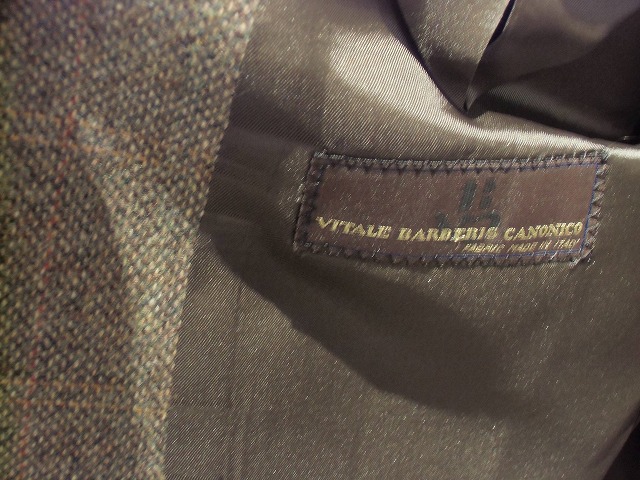 VITALE BARBERIS CANONICO
FABRIC MADE IN ITALY